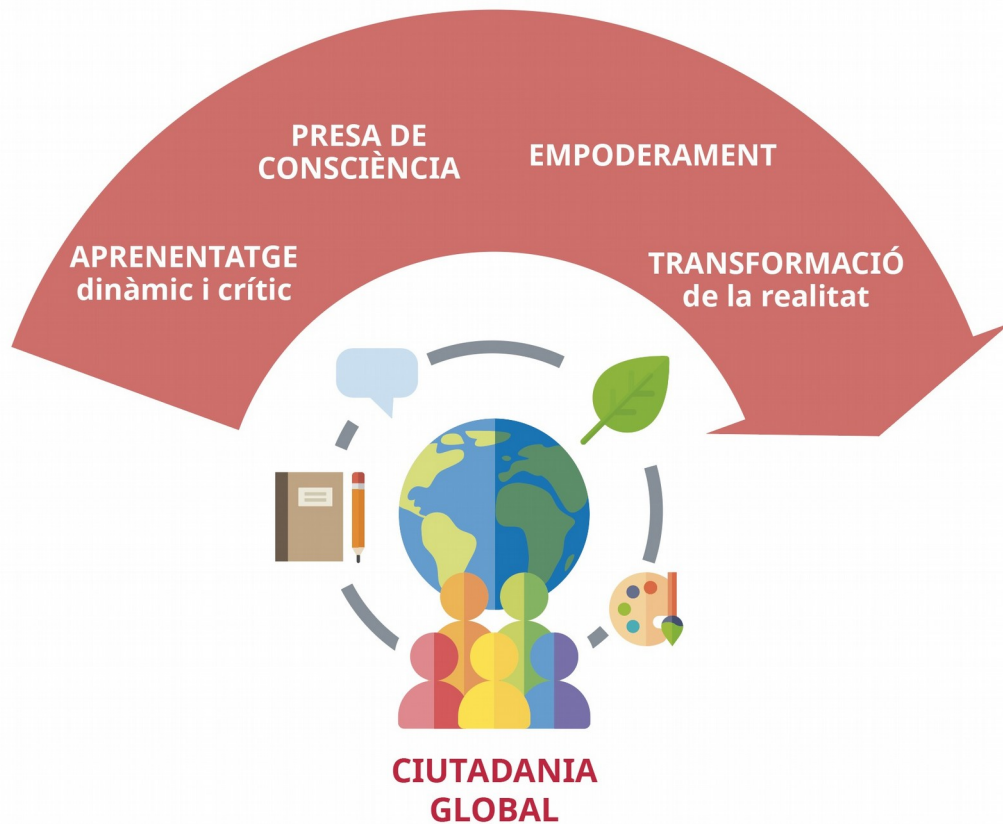 PRESA DE
CONSCIÈNCIA
EMPODERAMENT
APRENENTATGE
dinàmic i crític
TRANSFORMACIÓ
de la realitat
CIUTADANIA
GLOBAL